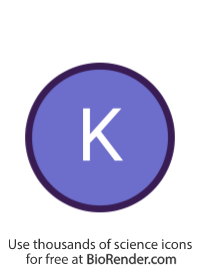 K
Use thousands of science icons
for free at BioRender.com